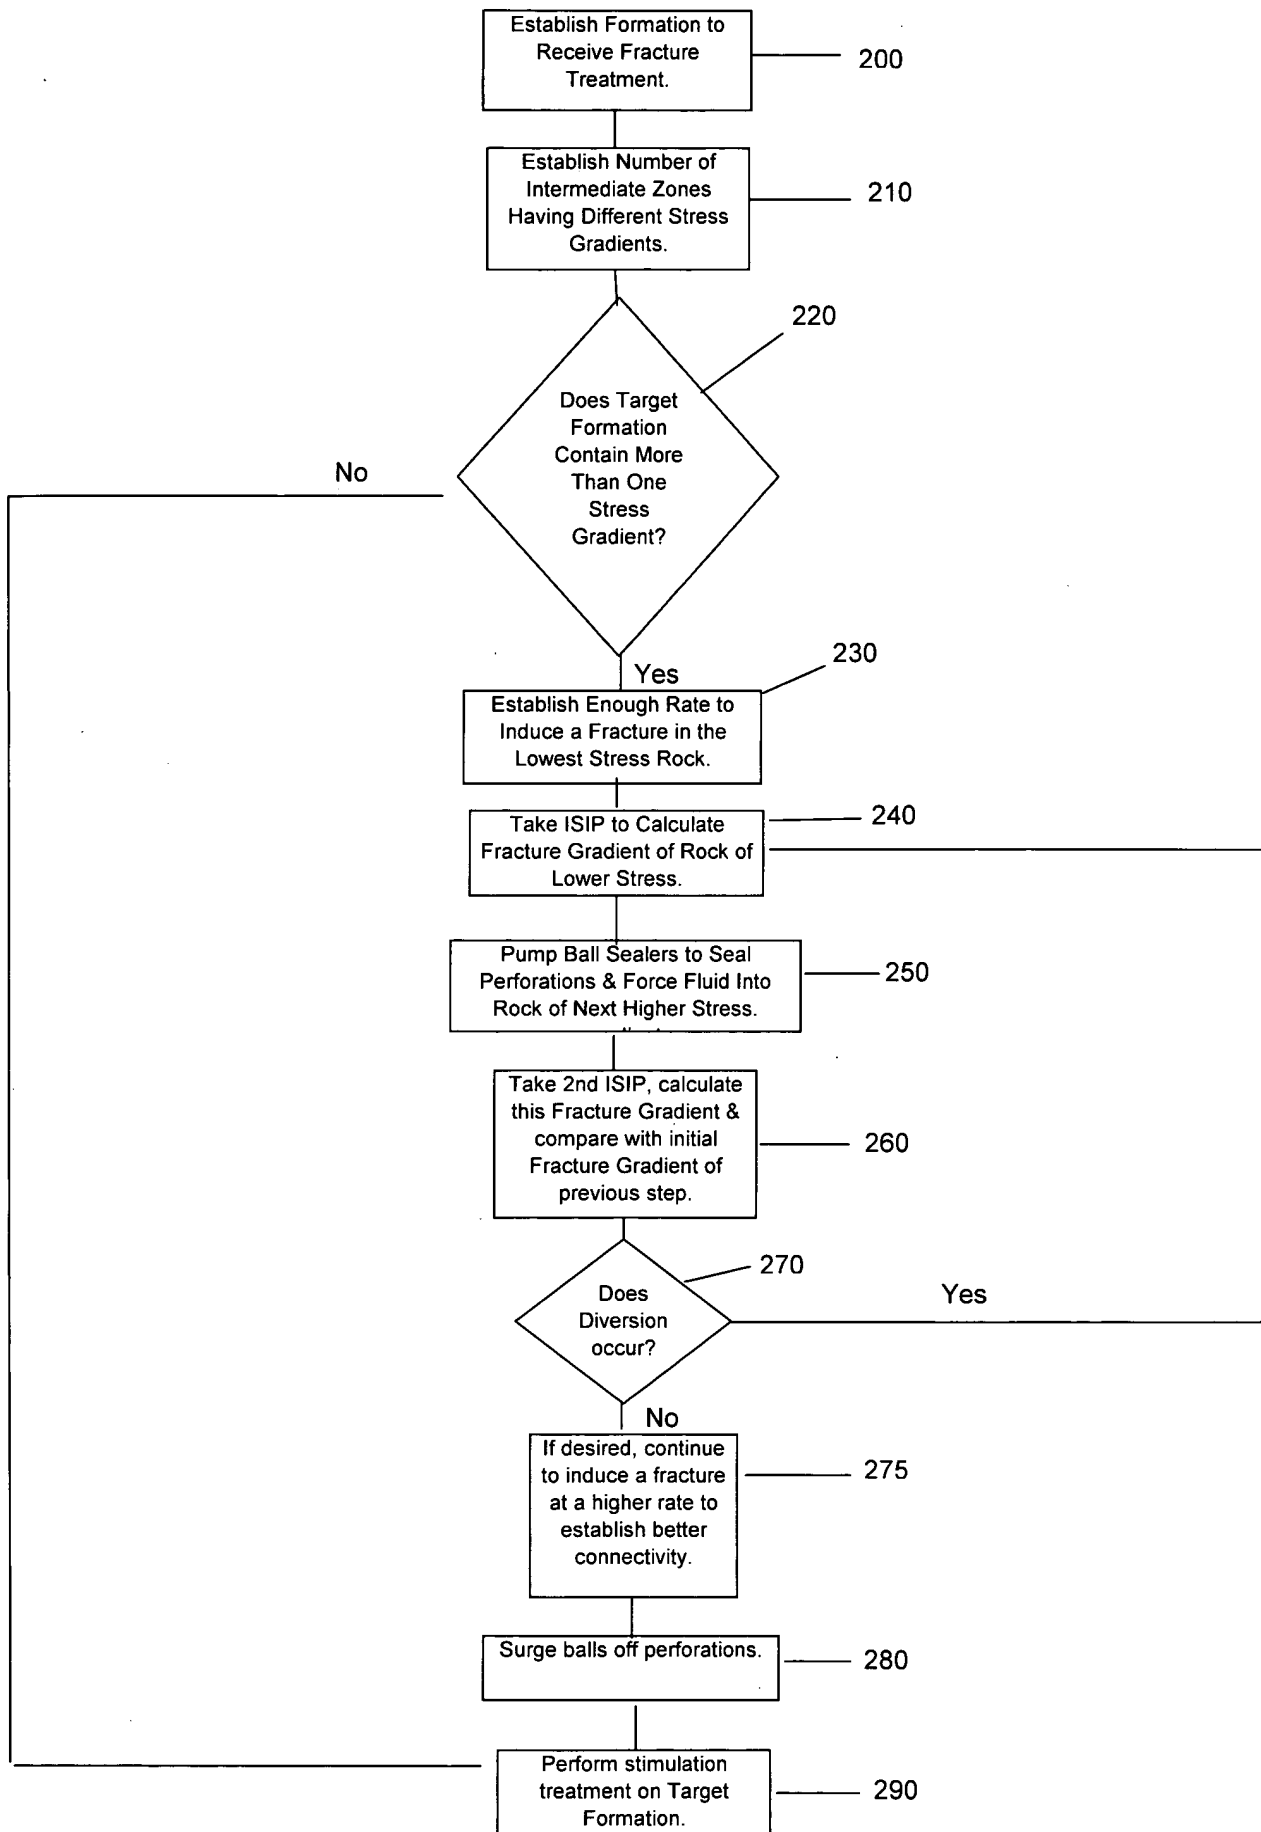 Establish Formation to
Receive Fracture
Treatment.
200
Establish Number of
Intermediate Zones
Having Different Stress
Gradients.
210
220
Does Target
Formation
Contain More
Than One
Stress
Gradient?
No
Yes
230
Establish Enough Rate to
Induce a Fracture in the
Lowest Stress Rock.
Take ISIP to Calculate
Fracture Gradient of Rock of
Lower Stress.
240
Pump Ball Sealers to Seal
Perforations & Force Fluid Into
Rock of Next Higher Stress.
250
Take 2nd ISIP, calculate
this Fracture Gradient &
compare with initial
Fracture Gradient of
previous step.
260
270
Does
Diversion
occur?
Yes
No
If desired, continue
to induce a fracture
at a higher rate to
establish better
connectivity.
275
Surge balls off perforations.
280
Perform stimulation
treatment on Target
Formation.
290